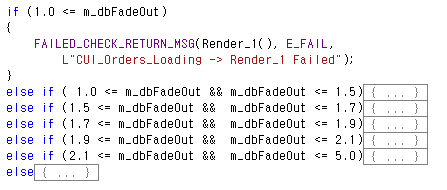 if (1.0 <= m_dbFadeOut)
{
    FAILED_CHECK_RETURN_MSG(Render_1(), E_FAIL,
        L"CUI_Orders_Loading -> Render_1 Failed");
}
else if ( 1.0 <= m_dbFadeOut && m_dbFadeOut <= 1.5){ ... }
else if (1.5 <= m_dbFadeOut &&  m_dbFadeOut <= 1.7){ ... }
else if (1.7 <= m_dbFadeOut &&  m_dbFadeOut <= 1.9){ ... }
else if (1.9 <= m_dbFadeOut &&  m_dbFadeOut <= 2.1){ ... }
else if (2.1 <= m_dbFadeOut &&  m_dbFadeOut <= 5.0){ ... }
else{ ... }